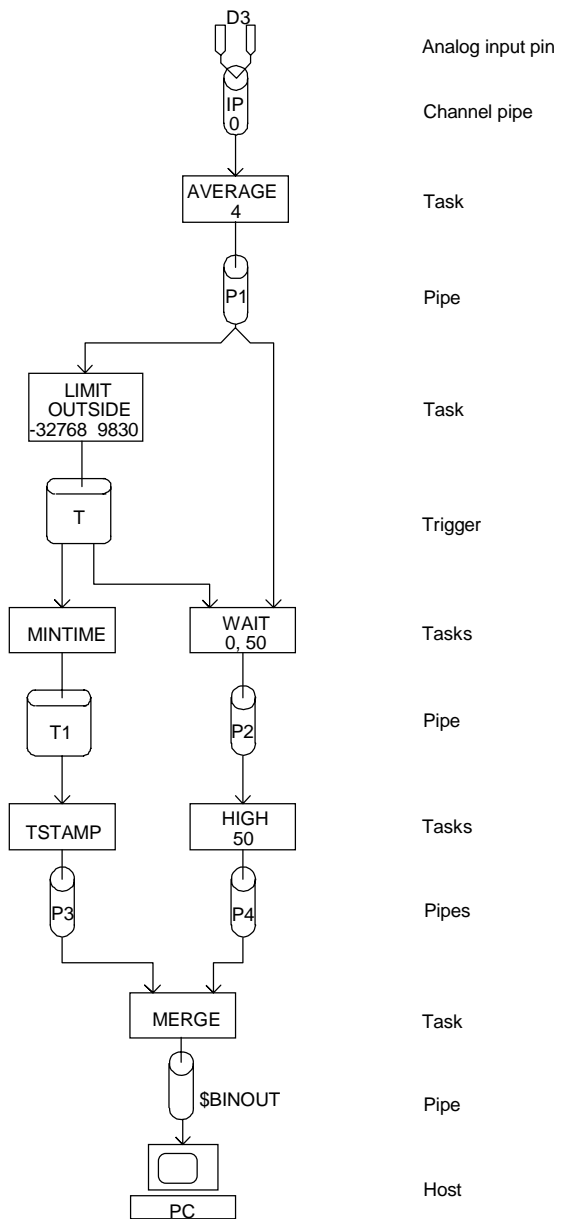 D3
Analog input pin
IP
0
Channel pipe
AVERAGE
4
Task
P1
Pipe
LIMIT
OUTSIDE
-32768 9830
Task
T
Trigger
MINTIME
WAIT
0, 50
Tasks
T1
P2
Pipe
TSTAMP
HIGH
50
Tasks
P3
P4
Pipes
MERGE
Task
$BINOUT
Pipe
Host
PC